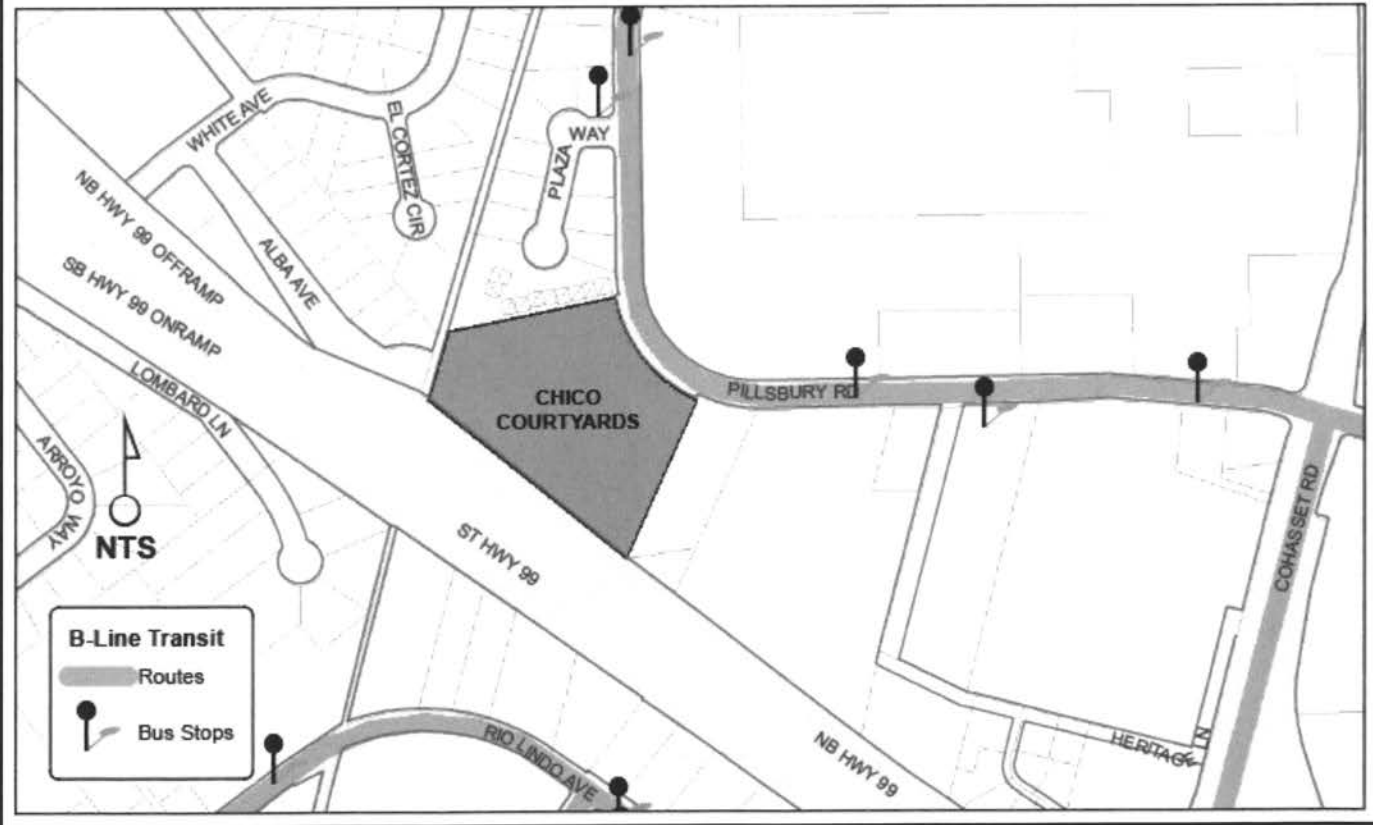 WHITE AVE
EL CORTEZ CIR
PLAZA
WAY
NB HWY 99 OFFRAMP
SB HWY 99 ONRAMP
ALBA AVE
LOMBARD LN
ARROYO WAY
NTS
CHICO
COURTYARDS
PILLSBURY RD
ST HWY 99
COHASSET RD
B-Line Transit
Routes
Bus Stops
RIO LINDO AVE
NB HWY 99
HERITAGE LN